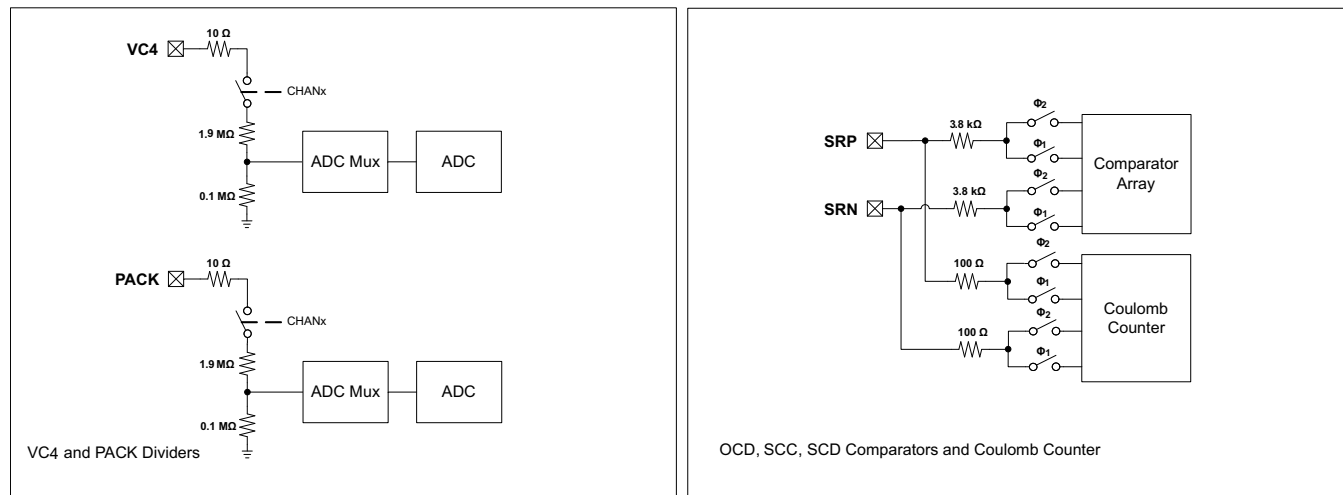 10 Ω
VC4
CHANx
1.9 MΩ
ADC Mux
ADC
0.1 MΩ
10 Ω
PACK
CHANx
1.9 MΩ
ADC Mux
ADC
0.1 MΩ
VC4 and PACK Dividers
Φ2
3.8 kΩ
SRP
Φ1
Comparator
Array
Φ2
3.8 kΩ
SRN
Φ1
Φ2
100 Ω
Φ1
Coulomb
Counter
Φ2
100 Ω
Φ1
OCD, SCC, SCD Comparators and Coulomb Counter